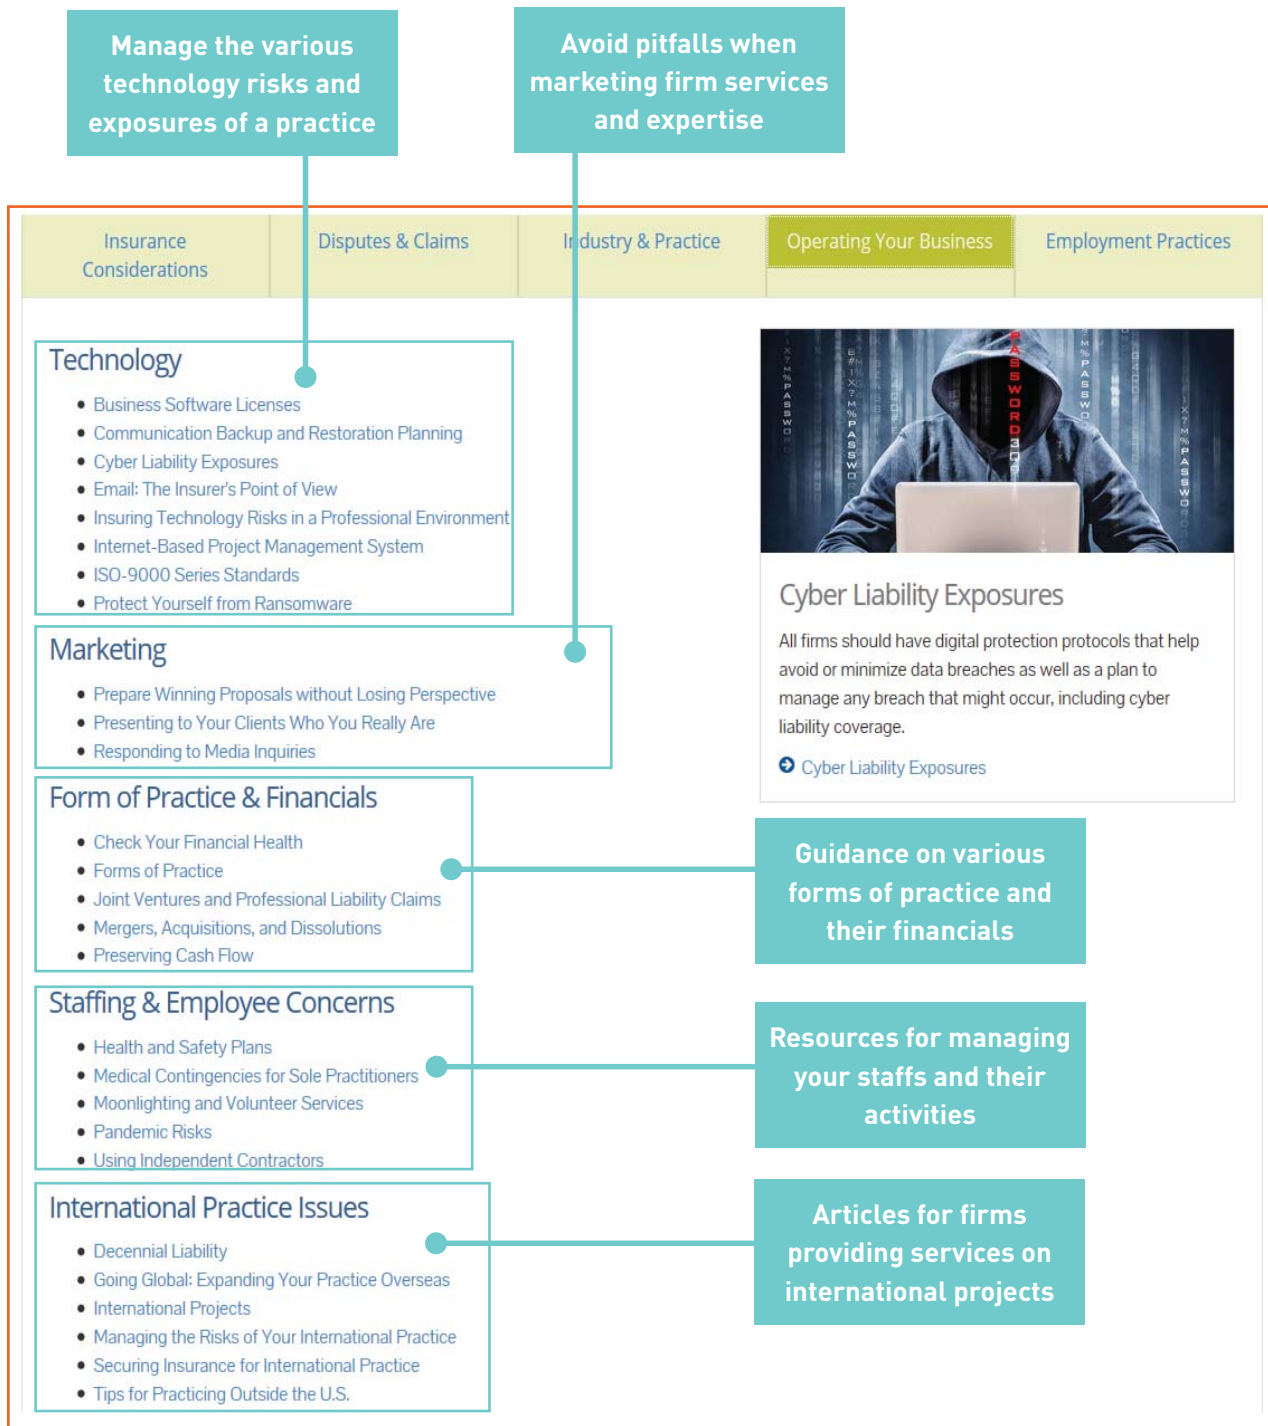 Manage the various
technology risks and
exposures of a practice
Avoid pitfalls when
marketing firm services
and expertise
Insurance
Considerations
Disputes & Claims
Industry & Practice
Operating Your Business
Employment Practices
Technology
• Business Software Licenses
• Communication Backup and Restoration Planning
• Cyber Liability Exposures
• Email: The Insurer's Point of View
• Insuring Technology Risks in a Professional Environment
• Internet-Based Project Management System
• ISO-9000 Series Standards
• Protect Yourself from Ransomware
Marketing
• Prepare Winning Proposals without Losing Perspective
• Presenting to Your Clients Who You Really Are
• Responding to Media Inquiries
Form of Practice & Financials
• Check Your Financial Health
• Forms of Practice
• Joint Ventures and Professional Liability Claims
• Mergers, Acquisitions, and Dissolutions
• Preserving Cash Flow
Staffing & Employee Concerns
• Health and Safety Plans
• Medical Contingencies for Sole Practitioners
• Moonlighting and Volunteer Services
• Pandemic Risks
• Using Independent Contractors
International Practice Issues
• Decennial Liability
• Going Global: Expanding Your Practice Overseas
• International Projects
• Managing the Risks of Your International Practice
• Securing Insurance for International Practice
• Tips for Practicing Outside the U.S.
PASSWORD
Cyber Liability Exposures
All firms should have digital protection protocols that help
avoid or minimize data breaches as well as a plan to
manage any breach that might occur, including cyber
liability coverage.
Cyber Liability Exposures
Guidance on various
forms of practice and
their financials
Resources for managing
your staffs and their
activities
Articles for firms
providing services on
international projects